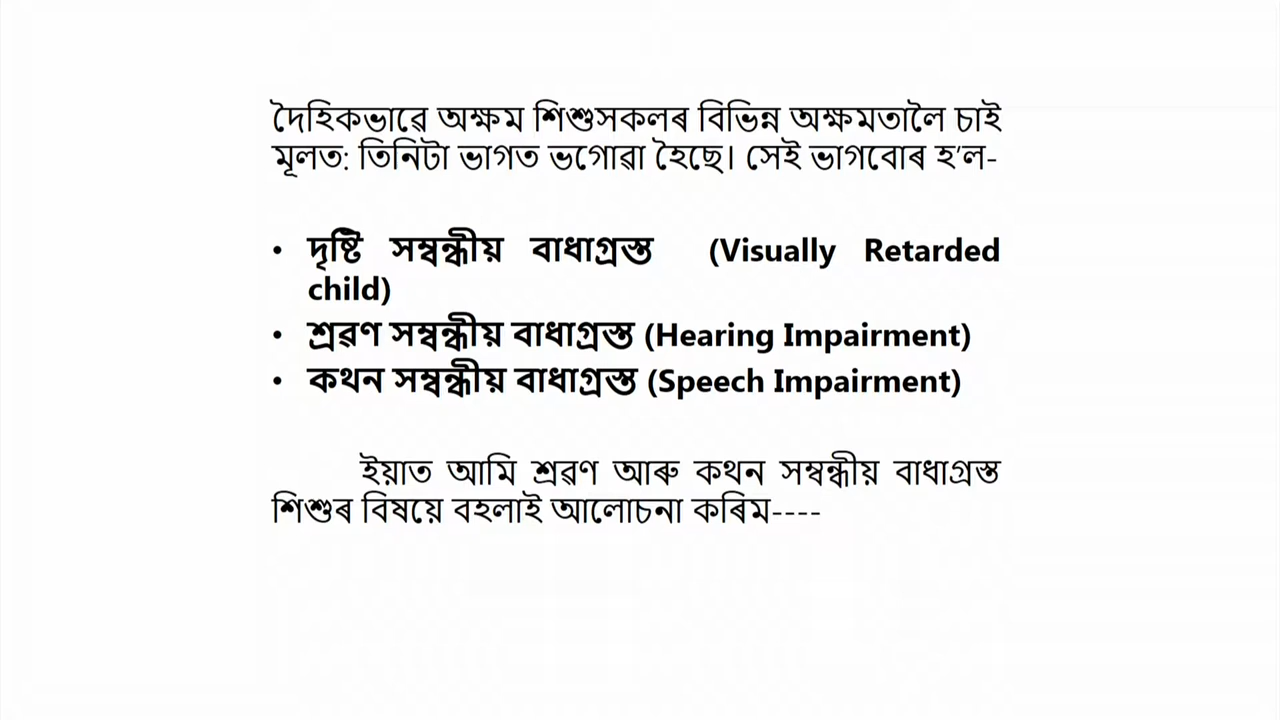 দৈহিকভাৱে অক্ষম শিশুসকলৰ বিভিন্ন অক্ষমতালৈ চাই
মূলত: তিনিটা ভাগত ভগোৱা হৈছে। সেই ভাগবোৰ হ’ল-
• দৃষ্টি সম্বন্ধীয় বাধাগ্ৰস্ত (Visually Retarded
child)
• শ্ৰৱণ সম্বন্ধীয় বাধাগ্ৰস্ত (Hearing Impairment)
• কথন সম্বন্ধীয় বাধাগ্ৰস্ত (Speech Impairment)
ইয়াত আমি শ্ৰৱণ আৰু কথন সম্বন্ধীয় বাধাগ্ৰস্ত
শিশুৰ বিষয়ে বহলাই আলোচনা কৰিম----